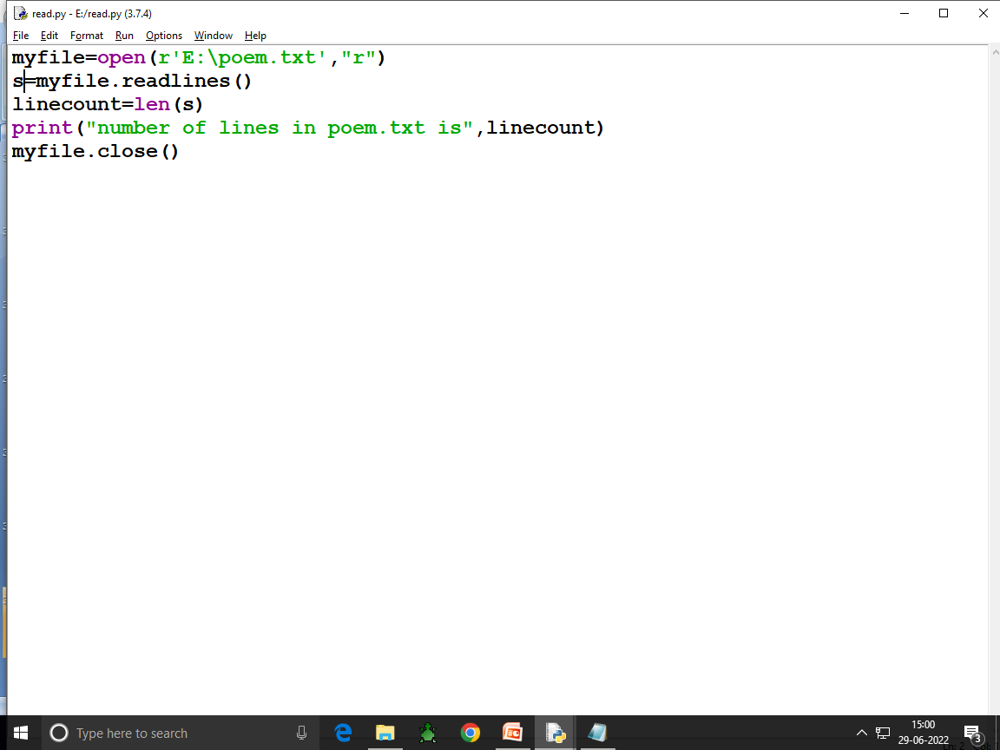 read.py - E:/read.py (3.7.4)
File Edit Format Run Options Window Help
myfile=open(r'E:\poem.txt',"r")
s=myfile.readlines()
linecount=len(s)
print("number of lines in poem.txt is",linecount)
myfile.close()
Type here to search
15:00
29-06-2022
3